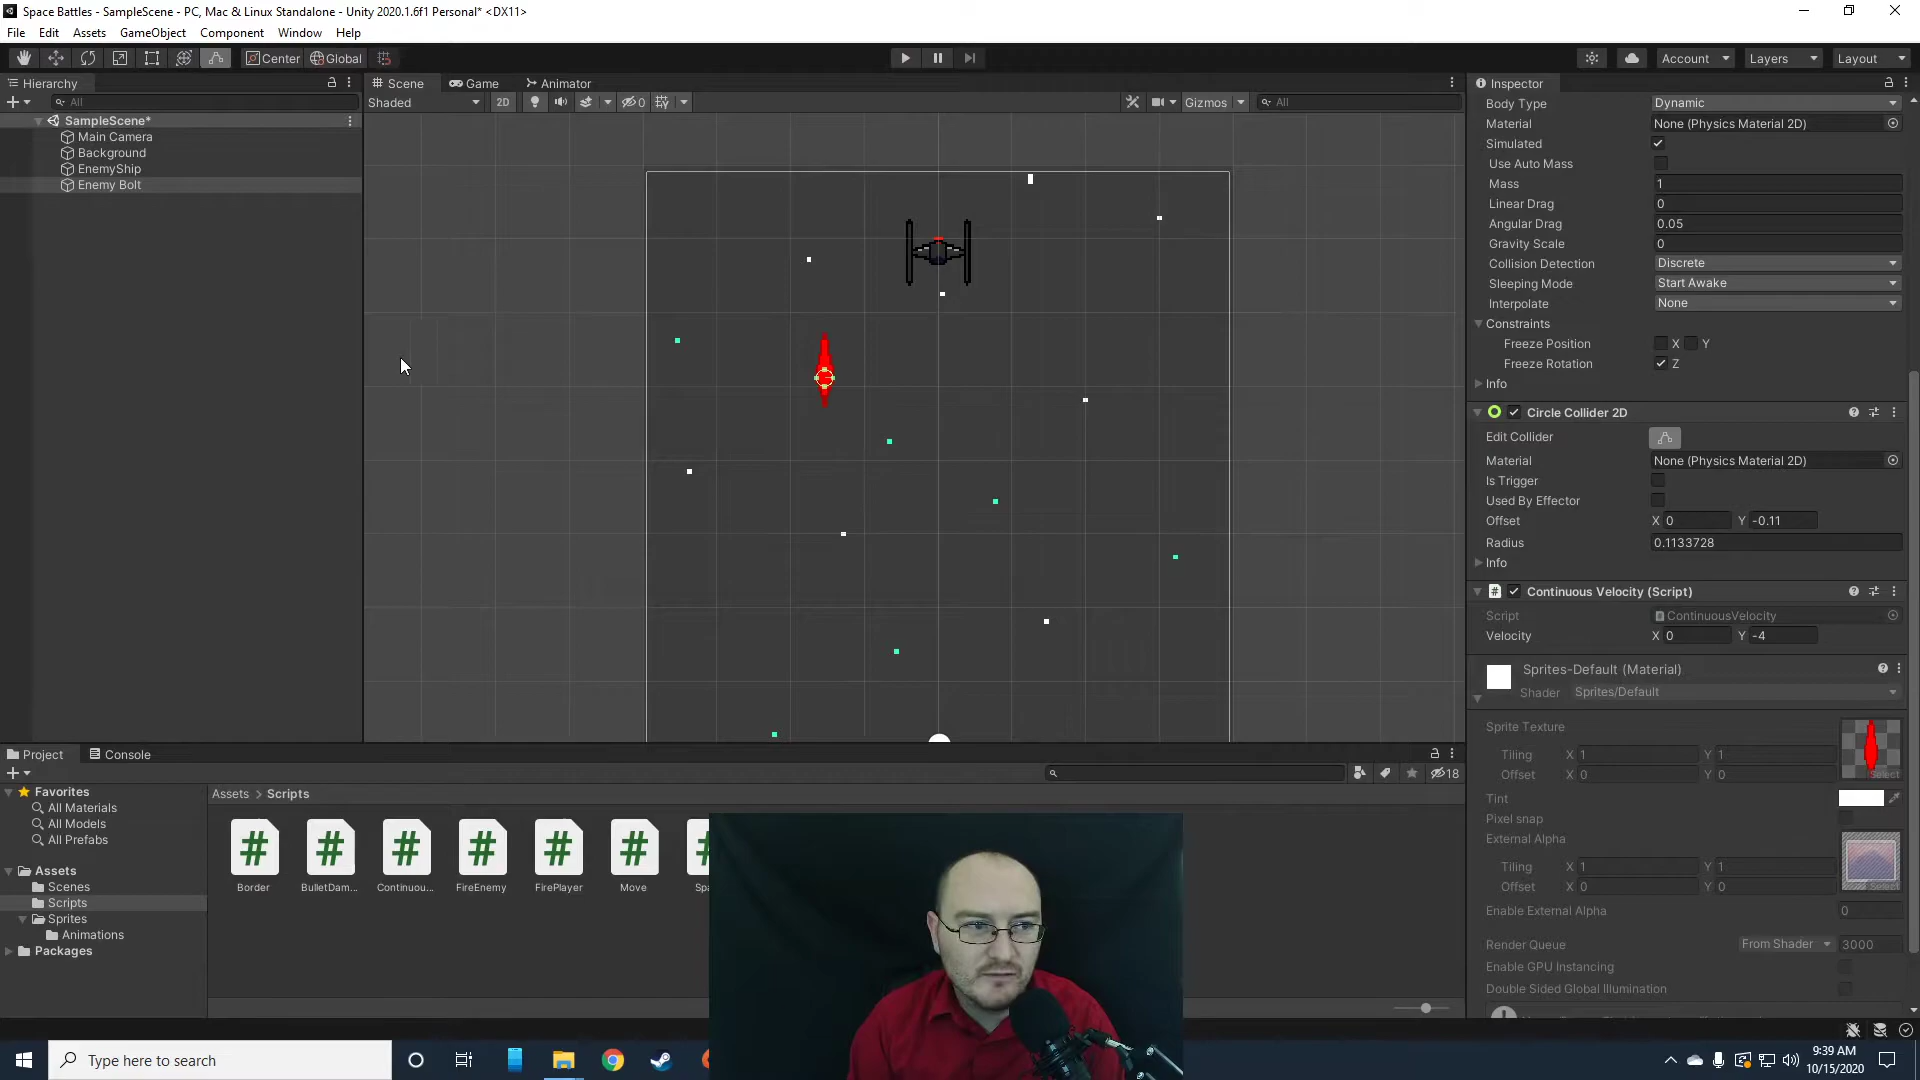 Space Battles - SampleScene - PC, Mac & Linux Standalone - Unity 2020.1.6f1 Personal* <DX11>
File Edit Assets GameObject Component Window Help
Center Global Account Layers Layout
Hierarchy
All
SampleScene*
Main Camera
Background
EnemyShip
Enemy Bolt
Scene Game Animator
Shaded 2D 0 Gizmos All
Inspector
Body Type Dynamic
Material None (Physics Material 2D)
Simulated
Use Auto Mass
Mass 1
Linear Drag 0
Angular Drag 0.05
Gravity Scale 0
Collision Detection Discrete
Sleeping Mode Start Awake
Interpolate None
Constraints
Freeze Position X Y
Freeze Rotation Z
Info
Circle Collider 2D
Edit Collider
Material None (Physics Material 2D)
Is Trigger
Used By Effector
Offset X 0 Y -0.11
Radius 0.1133728
Info
# Continuous Velocity (Script)
Script ContinuousVelocity
Velocity X 0 Y -4
Sprites-Default (Material)
Shader Sprites/Default
Sprite Texture
Tiling X 1 Y 1
Offset X 0 Y 0
Select
Tint
Pixel snap
External Alpha
Tiling X 1 Y 1
Offset X 0 Y 0
Select
Enable External Alpha 0
Render Queue From Shader 3000
Enable GPU Instancing
Double Sided Global Illumination
Project Console
18
Favorites
All Materials
All Models
All Prefabs
Assets
Scenes
Scripts
Sprites
Animations
Packages
Assets > Scripts
# # # # # #
Border BulletDam... Continuou... FireEnemy FirePlayer Move
Type here to search
9:39 AM
10/15/2020